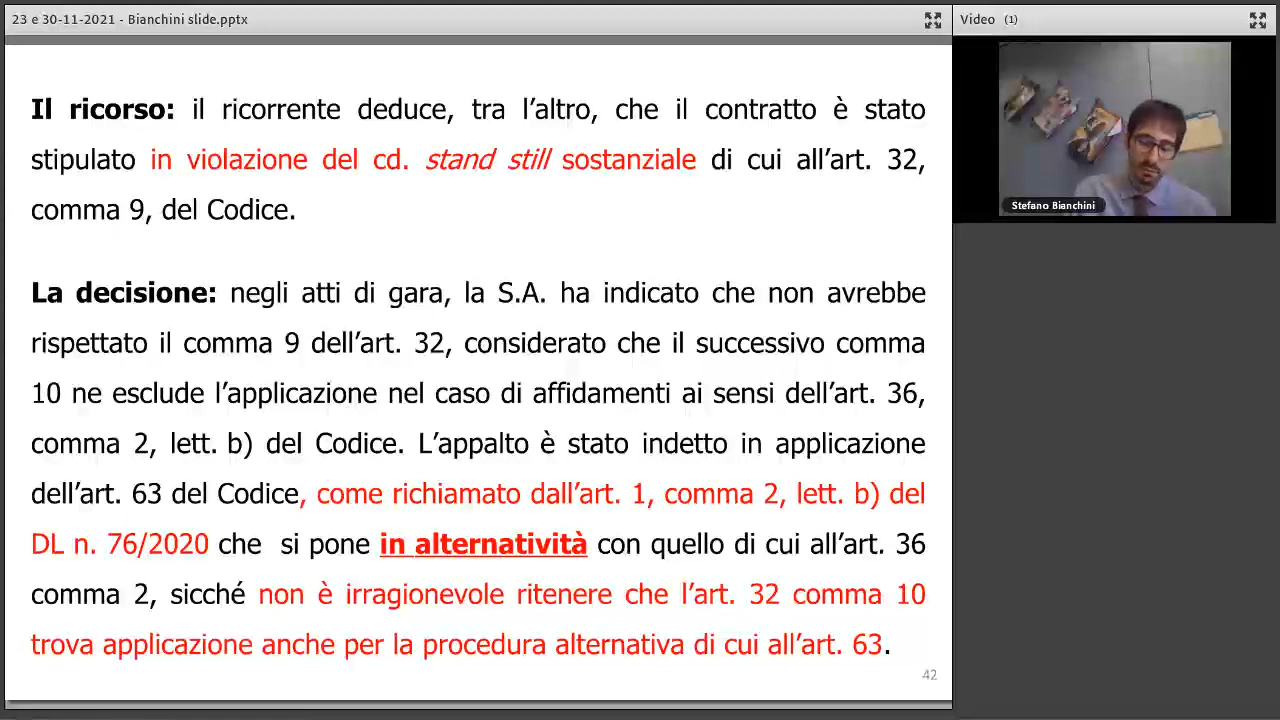 23 e 30-11-2021 - Bianchini slide.pptx
Video (1)
Stefano Bianchini
Il ricorso: il ricorrente deduce, tra l’altro, che il contratto è stato
stipulato in violazione del cd. stand still sostanziale di cui all’art. 32,
comma 9, del Codice.
La decisione: negli atti di gara, la S.A. ha indicato che non avrebbe
rispettato il comma 9 dell’art. 32, considerato che il successivo comma
10 ne esclude l’applicazione nel caso di affidamenti ai sensi dell’art. 36,
comma 2, lett. b) del Codice. L’appalto è stato indetto in applicazione
dell’art. 63 del Codice, come richiamato dall’art. 1, comma 2, lett. b) del
DL n. 76/2020 che si pone in alternatività con quello di cui all’art. 36
comma 2, sicché non è irragionevole ritenere che l’art. 32 comma 10
trova applicazione anche per la procedura alternativa di cui all’art. 63.
42